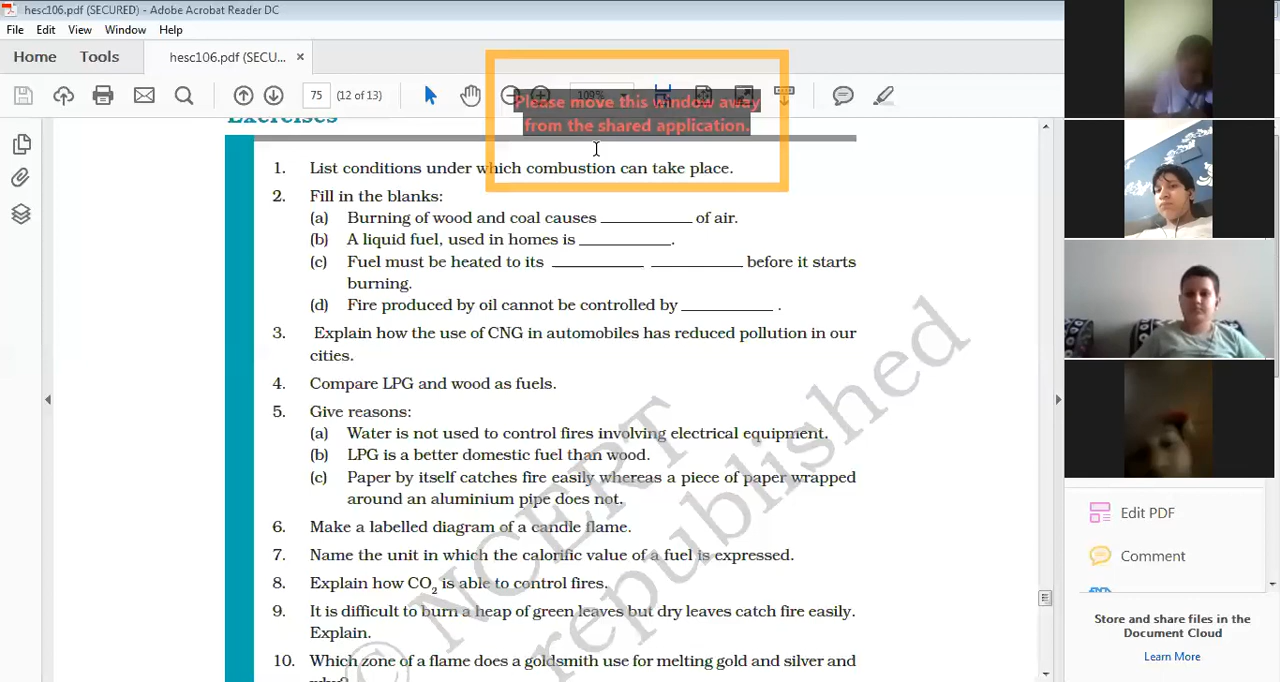 hesc106.pdf (SECURED) - Adobe Acrobat Reader DC
File Edit View Window Help
Home Tools hesc106.pdf (SECU... ×
75 (12 of 13) 109%
Please move this window away
from the shared application.
Exercises
1. List conditions under which combustion can take place.
2. Fill in the blanks:
(a) Burning of wood and coal causes __________ of air.
(b) A liquid fuel, used in homes is __________.
(c) Fuel must be heated to its __________ __________ before it starts
burning.
(d) Fire produced by oil cannot be controlled by __________ .
3. Explain how the use of CNG in automobiles has reduced pollution in our
cities.
4. Compare LPG and wood as fuels.
5. Give reasons:
(a) Water is not used to control fires involving electrical equipment.
(b) LPG is a better domestic fuel than wood.
(c) Paper by itself catches fire easily whereas a piece of paper wrapped
around an aluminium pipe does not.
6. Make a labelled diagram of a candle flame.
7. Name the unit in which the calorific value of a fuel is expressed.
8. Explain how CO2 is able to control fires.
9. It is difficult to burn a heap of green leaves but dry leaves catch fire easily.
Explain.
10. Which zone of a flame does a goldsmith use for melting gold and silver and
why?
© NCERT
republished
Edit PDF
Comment
Store and share files in the
Document Cloud
Learn More